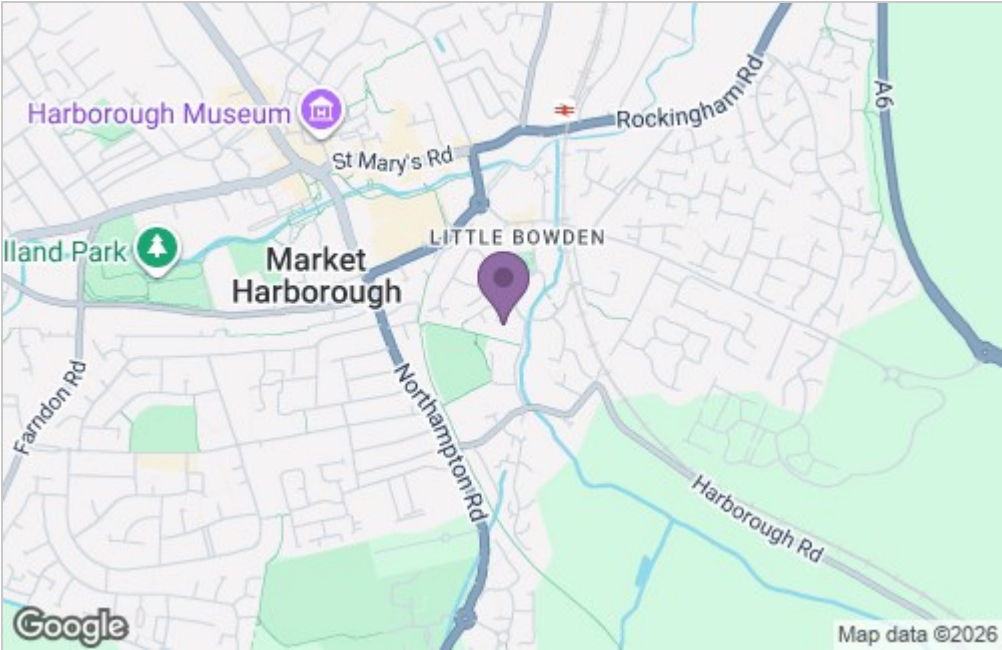 Harborough Museum
St Mary's Rd
Rockingham Rd
A6
LITTLE BOWDEN
lland Park
Market
Harborough
Farndon Rd
Northampton Rd
Harborough Rd
Google
Map data ©2026